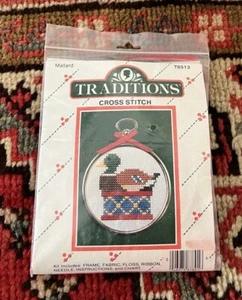 Mallard
T8513
TRADITIONS
CROSS STITCH
Kit Includes: FRAME, FABRIC, FLOSS, RIBBON,
NEEDLE, INSTRUCTIONS, and CHART